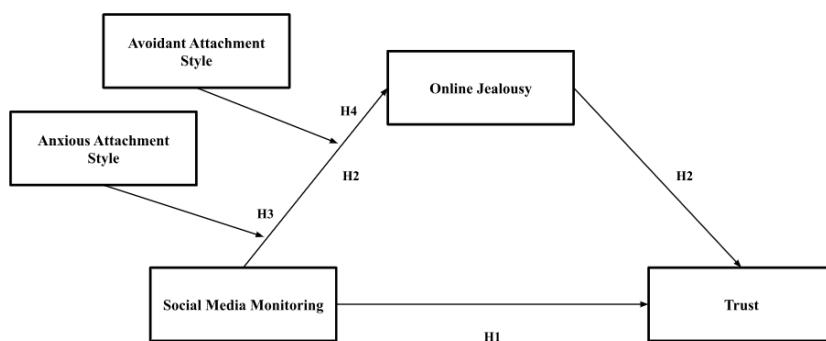 Avoidant Attachment
Style
Online Jealousy
H4
Anxious Attachment
Style
H2
H2
H3
Social Media Monitoring
Trust
H1